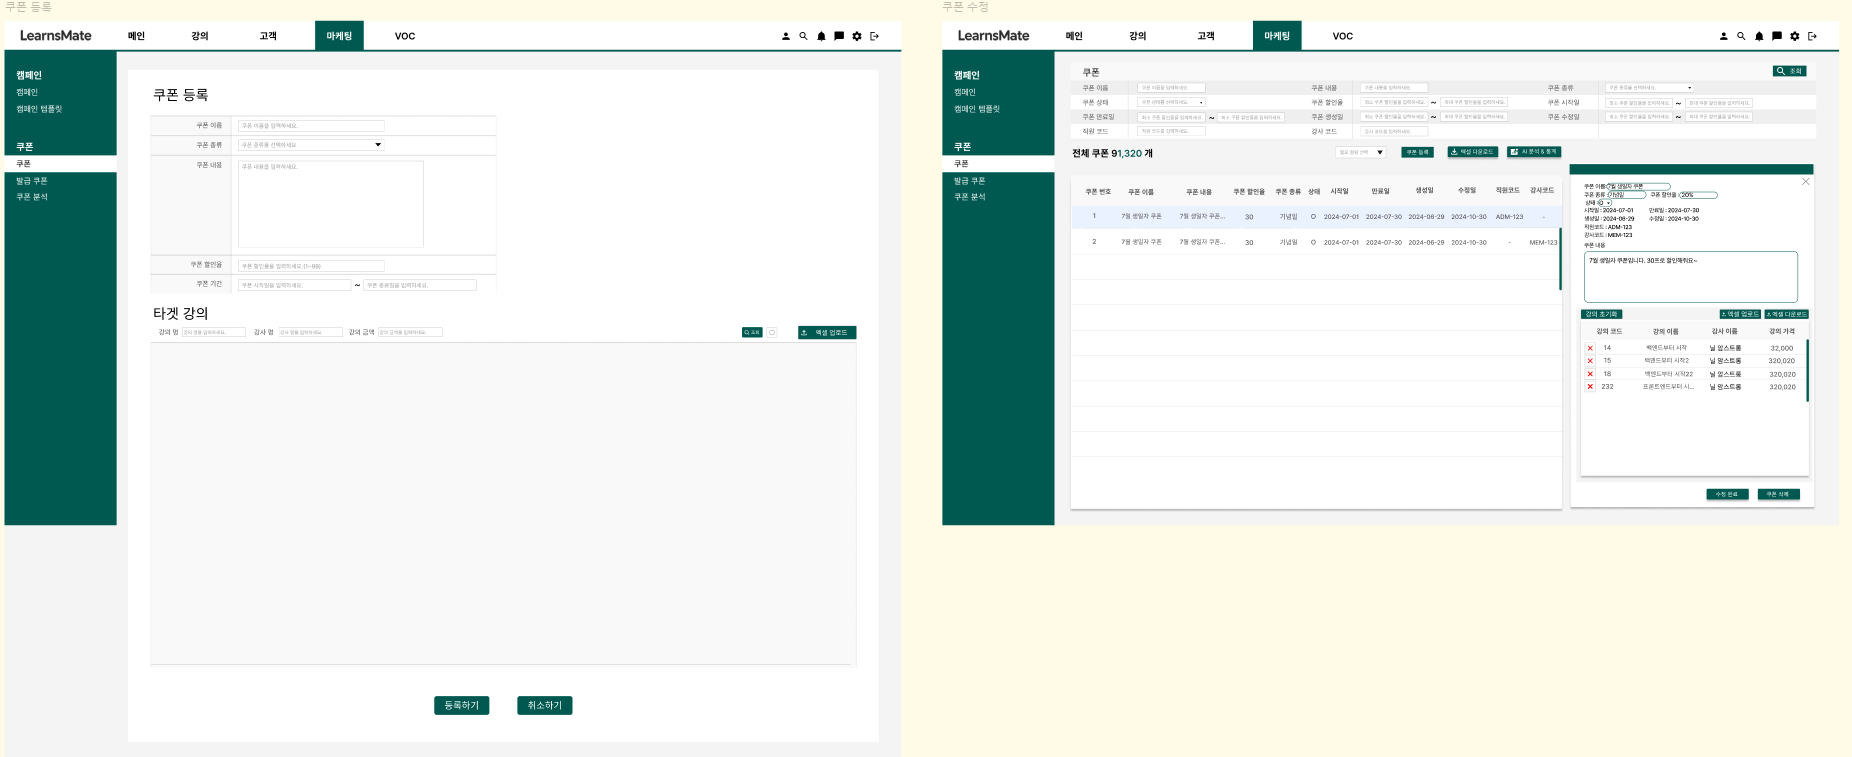 쿠폰 등록
LearnsMate 메인 강의 고객 마케팅 VOC
캠페인
캠페인
캠페인 템플릿
쿠폰
쿠폰
발급 쿠폰
쿠폰 분석
쿠폰 등록
쿠폰 이름 쿠폰 이름을 입력하세요.
쿠폰 종류 쿠폰 종류를 선택하세요
쿠폰 내용 쿠폰 내용을 입력하세요.
쿠폰 할인율 쿠폰 할인율을 입력하세요.(1~99)
쿠폰 기간 쿠폰 시작일을 입력하세요. ~ 쿠폰 종료일을 입력하세요.
타겟 강의
강의 명 강의 명을 입력하세요. 강사 명 강사 명을 입력하세요. 강의 금액 강의 금액을 입력하세요. 조회 엑셀 업로드
등록하기 취소하기
쿠폰 수정
LearnsMate 메인 강의 고객 마케팅 VOC
캠페인
캠페인
캠페인 템플릿
쿠폰
쿠폰
발급 쿠폰
쿠폰 분석
쿠폰 조회
쿠폰 이름 쿠폰 이름을 입력하세요. 쿠폰 내용 쿠폰 내용을 입력하세요. 쿠폰 종류 쿠폰 종류를 선택하세요.
쿠폰 상태 쿠폰 상태를 선택하세요. 쿠폰 할인율 최소 쿠폰 할인율을 입력하세요. ~ 최대 쿠폰 할인율을 입력하세요. 쿠폰 시작일 최소 쿠폰 할인율을 입력하세요. ~ 최대 쿠폰 할인율을 입력하세요.
쿠폰 만료일 최소 쿠폰 할인율을 입력하세요. ~ 최소 쿠폰 할인율을 입력하세요. 쿠폰 생성일 최소 쿠폰 할인율을 입력하세요. ~ 최대 쿠폰 할인율을 입력하세요. 쿠폰 수정일 최소 쿠폰 할인율을 입력하세요. ~ 최대 쿠폰 할인율을 입력하세요.
직원 코드 직원 코드를 입력하세요. 강사 코드 강사 코드를 입력하세요.
전체 쿠폰 91,320 개 필요 컬럼 선택 쿠폰 등록 엑셀 다운로드 AI 분석 & 통계
쿠폰 번호 쿠폰 이름 쿠폰 내용 쿠폰 할인율 쿠폰 종류 상태 시작일 만료일 생성일 수정일 직원코드 강사코드
1 7월 생일자 쿠폰 7월 생일자 쿠폰... 30 기념일 O 2024-07-01 2024-07-30 2024-06-29 2024-10-30 ADM-123 -
2 7월 생일자 쿠폰 7월 생일자 쿠폰... 30 기념일 O 2024-07-01 2024-07-30 2024-06-29 2024-10-30 - MEM-123
쿠폰 이름: 7월 생일자 쿠폰
쿠폰 종류 : 기념일 쿠폰 할인율 : 20%
상태 : O
시작일 : 2024-07-01 만료일 : 2024-07-30
생성일 : 2024-06-29 수정일 : 2024-10-30
직원코드 : ADM-123
강사코드 : MEM-123
쿠폰 내용
7월 생일자 쿠폰입니다. 30프로 할인해줘요~
강의 초기화 엑셀 업로드 엑셀 다운로드
강의 코드 강의 이름 강사 이름 강의 가격
14 백엔드부터 시작 닐 암스트롱 32,000
15 백엔드부터 시작2 닐 암스트롱 320,020
18 백엔드부터 시작22 닐 암스트롱 320,020
232 프론트엔드부터 시... 닐 암스트롱 320,020
수정 완료 쿠폰 삭제